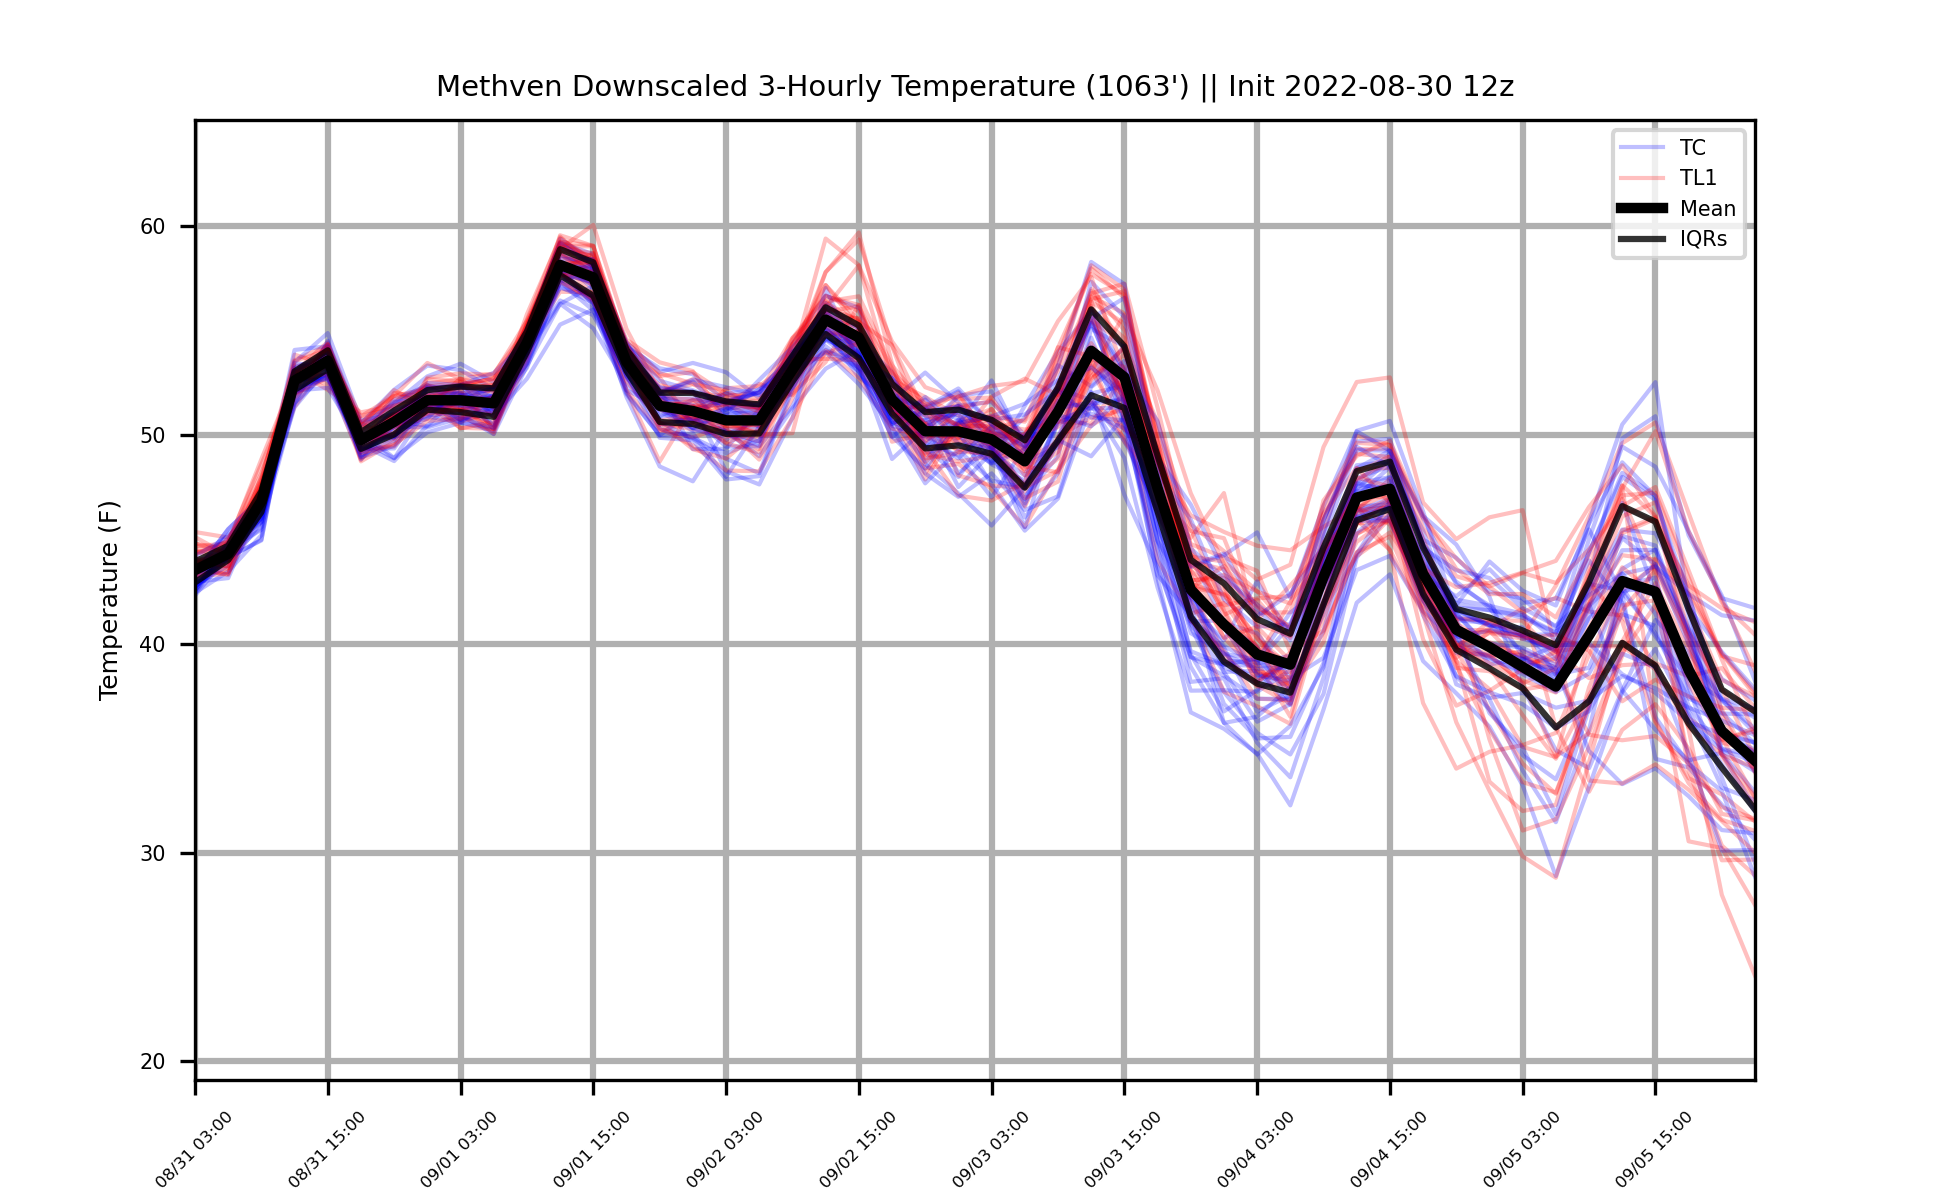 Methven Downscaled 3-Hourly Temperature (1063') || Init 2022-08-30 12z
TC
TL1
Mean
IQRs
Temperature (F)
60
50
40
30
20
08/31 03:00
08/31 15:00
09/01 03:00
09/01 15:00
09/02 03:00
09/02 15:00
09/03 03:00
09/03 15:00
09/04 03:00
09/04 15:00
09/05 03:00
09/05 15:00